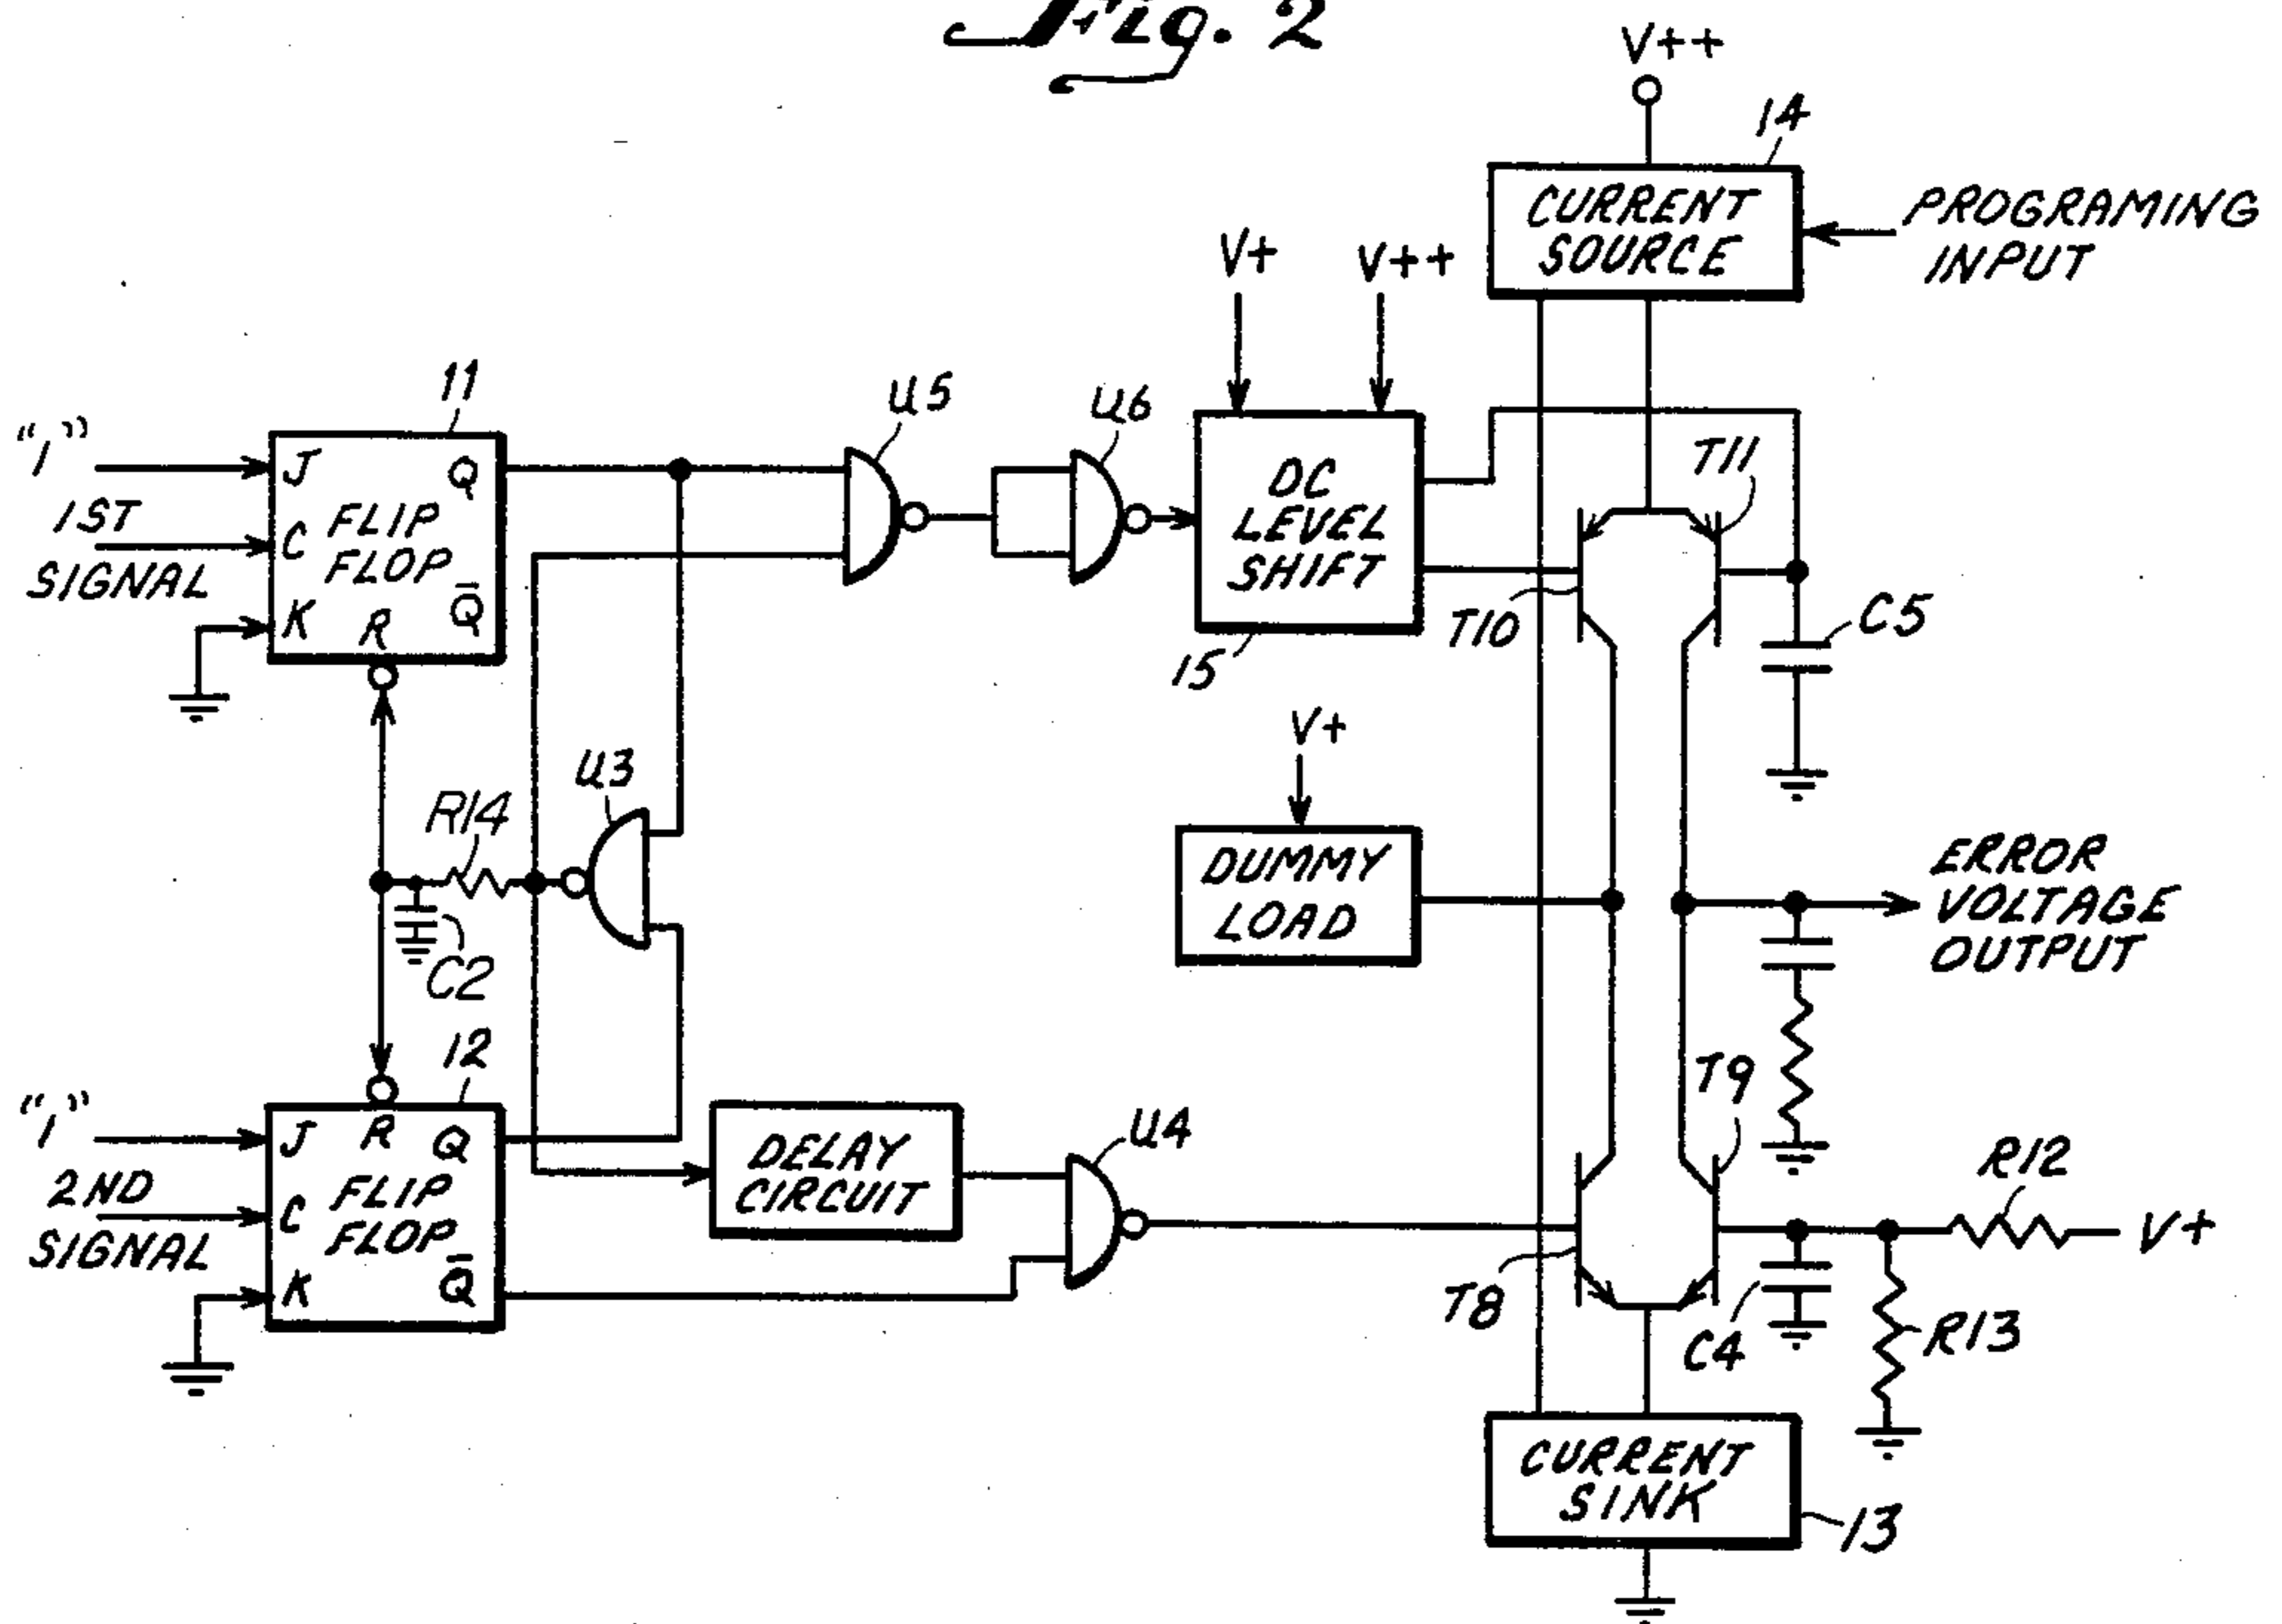 Fig. 2
V++
14
CURRENT
SOURCE
PROGRAMING
INPUT
V+
V++
11
"1"
J
Q
1ST
SIGNAL
C
FLIP
FLOP
K
R
Q̅
U5
U6
DC
LEVEL
SHIFT
15
T11
T10
C5
R14
U3
C2
V+
DUMMY
LOAD
ERROR
VOLTAGE
OUTPUT
12
"1"
J
R
Q
2ND
SIGNAL
C
FLIP
FLOP
K
Q̅
DELAY
CIRCUIT
U4
T9
T8
R12
V+
C4
R13
CURRENT
SINK
13